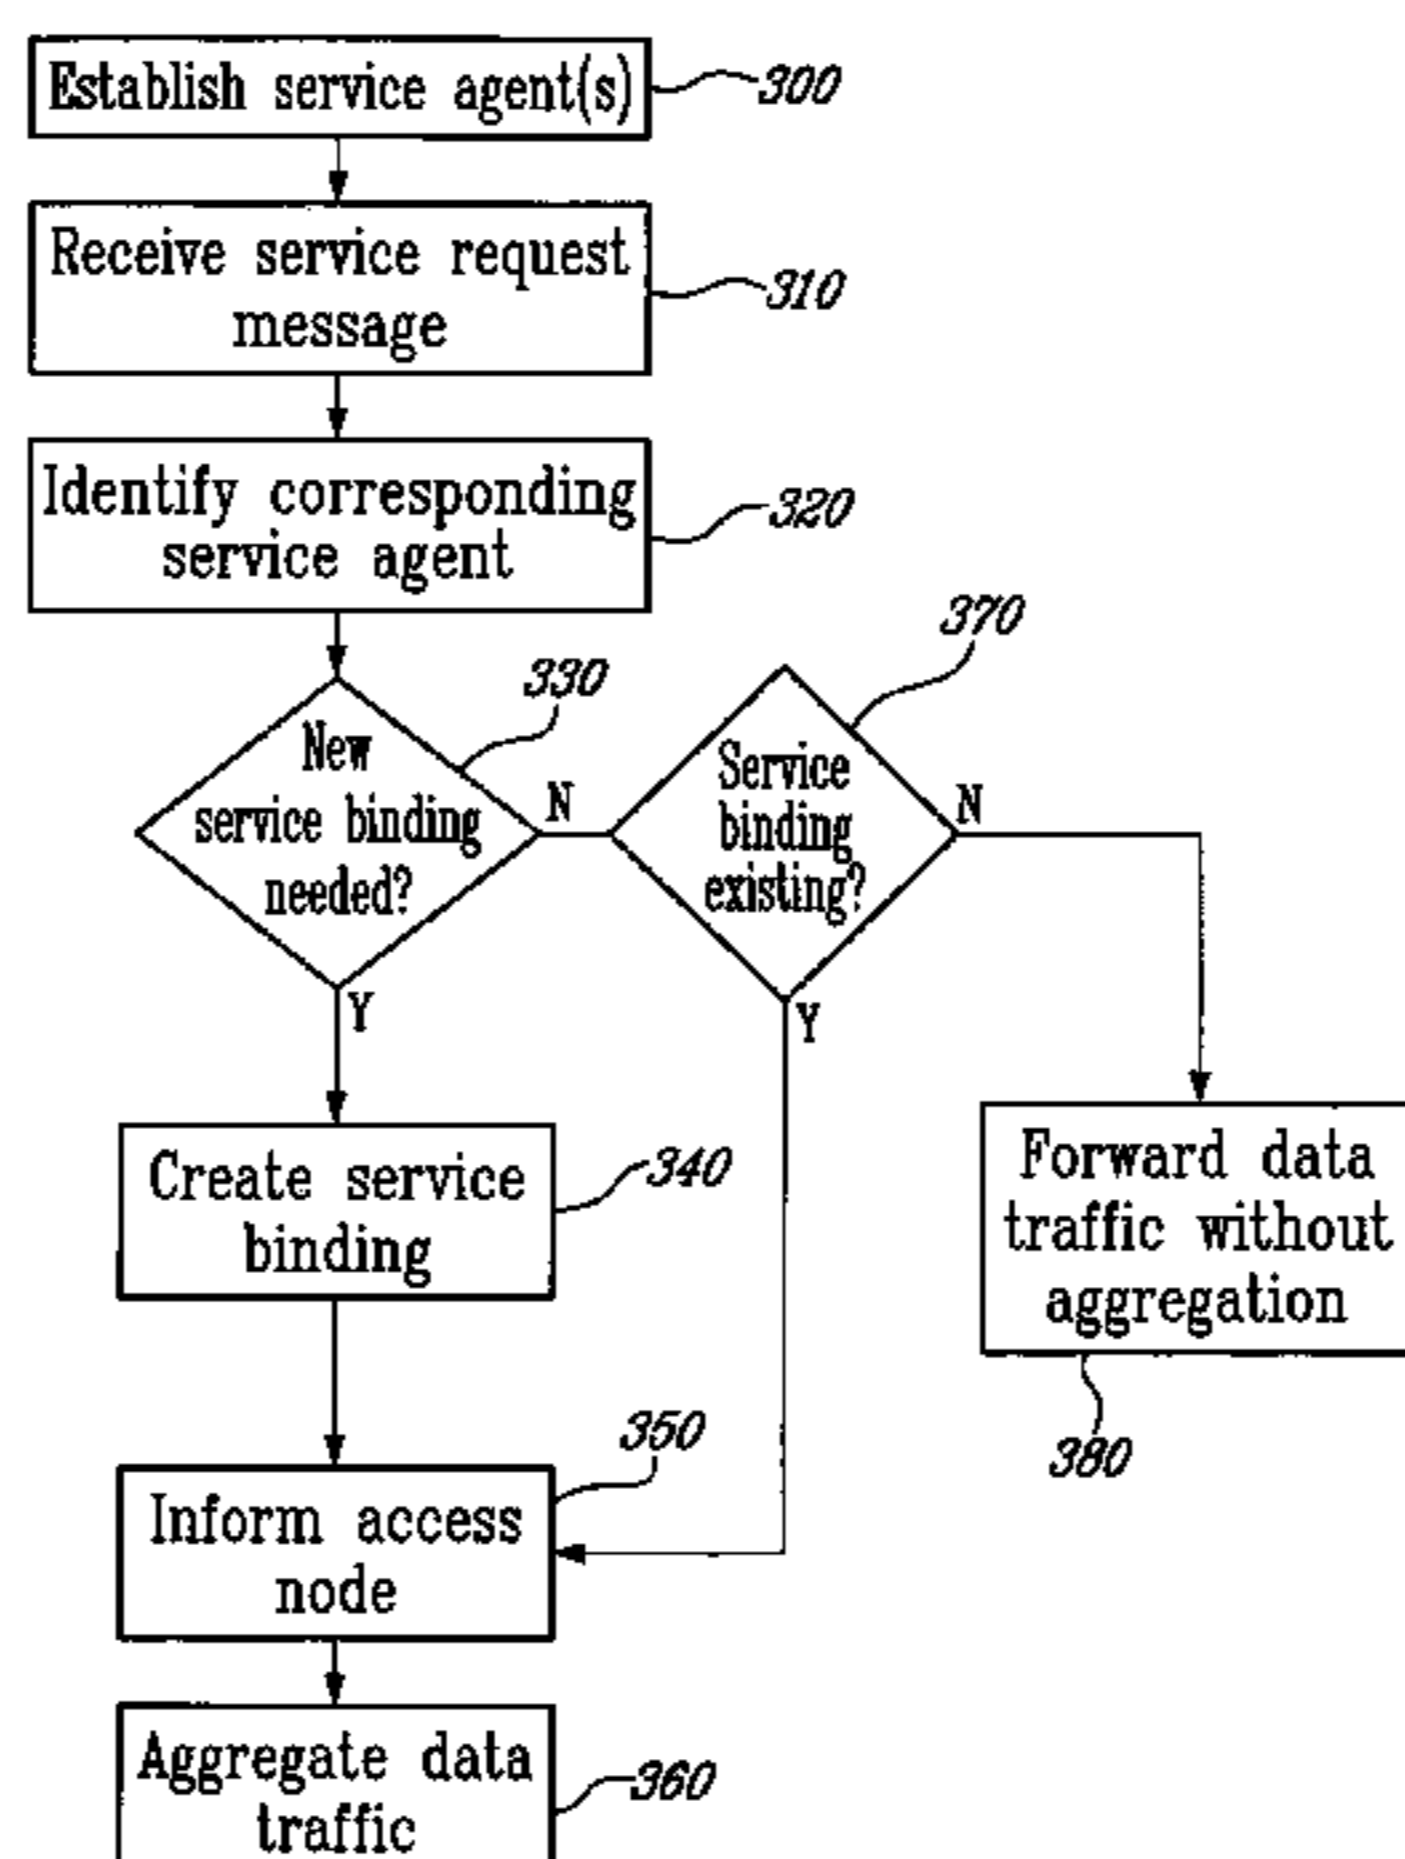 Establish service agent(s)
300
Receive service request
message
310
Identify corresponding
service agent
320
330
370
New
service binding
needed?
N
Service
binding
existing?
N
Y
Y
Create service
binding
340
Forward data
traffic without
aggregation
380
350
Inform access
node
Aggregate data
traffic
360